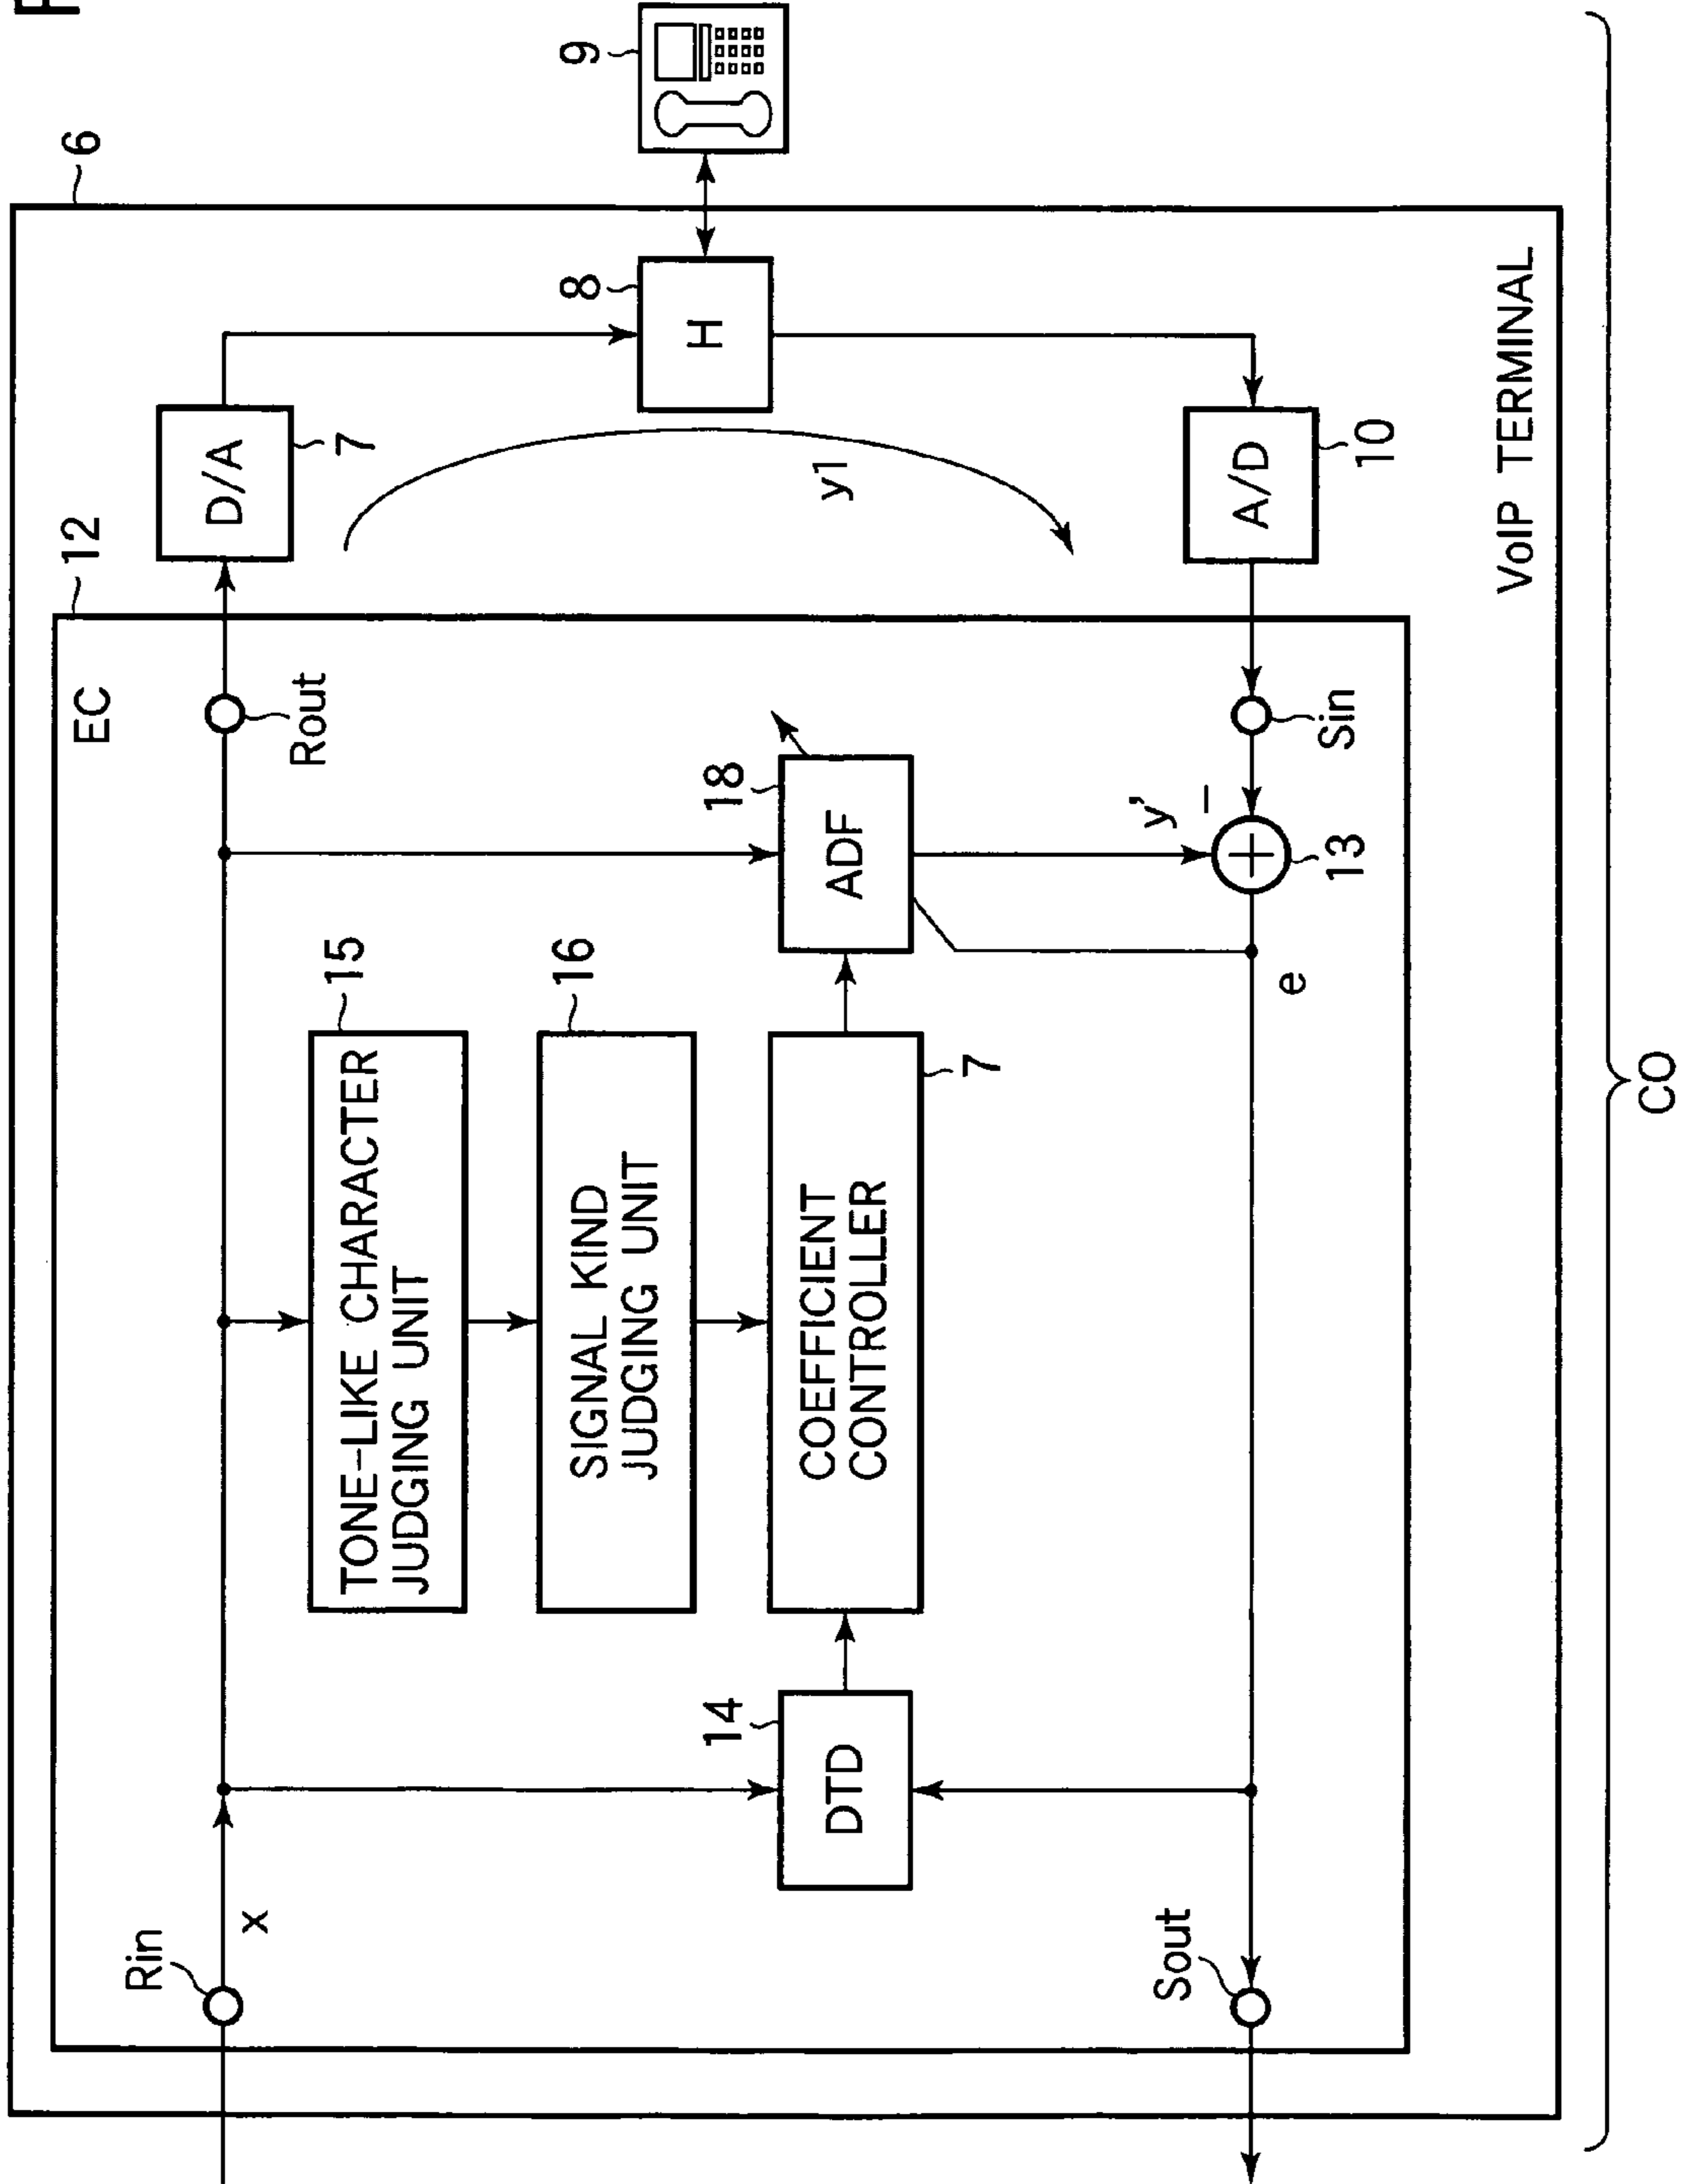 6
12
EC
Rin
x
Rout
D/A
7
15
TONE-LIKE CHARACTER
JUDGING UNIT
16
SIGNAL KIND
JUDGING UNIT
8
H
9
14
DTD
COEFFICIENT
CONTROLLER
7
18
ADF
y1
y'
−
Sout
e
13
Sin
A/D
10
VoIP TERMINAL
CO